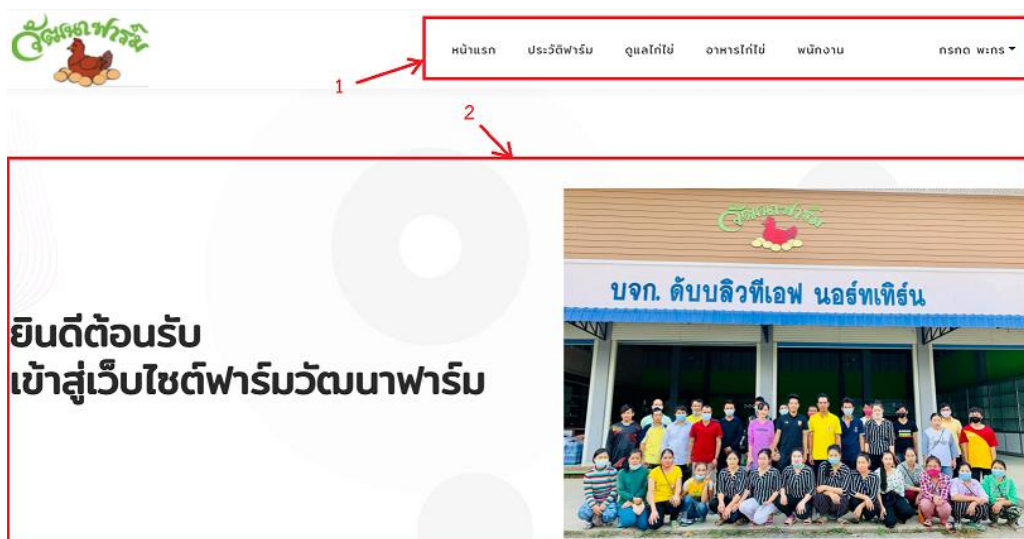 วัฒนาฟาร์ม
หน้าแรก ประวัติฟาร์ม ดูแลไก่ไข่ อาหารไก่ไข่ พนักงาน กรกต พะกร
1
2
วัฒนาฟาร์ม
บจก. ดับบลิวทีเอฟ นอร์ทเทิร์น
ยินดีต้อนรับ
เข้าสู่เว็บไซต์ฟาร์มวัฒนาฟาร์ม